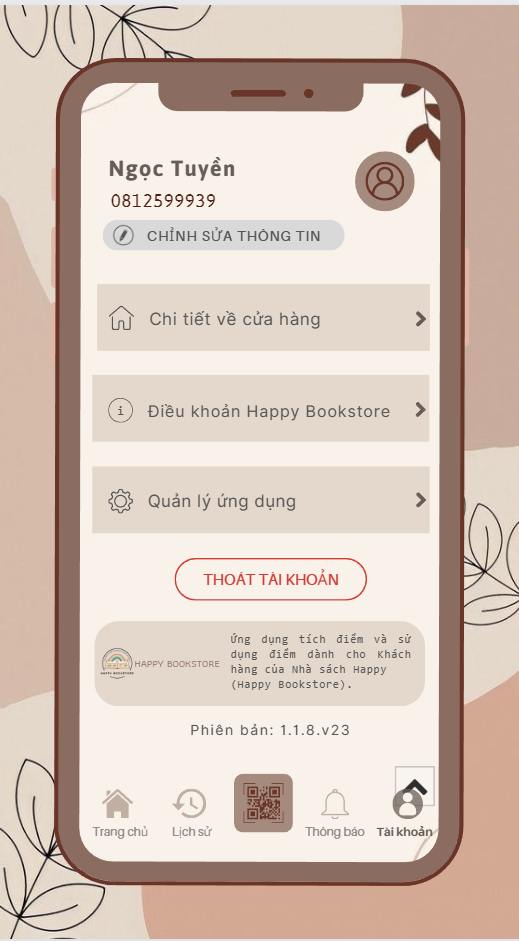 Ngọc Tuyền
0812599939
CHỈNH SỬA THÔNG TIN
Chi tiết về cửa hàng
i
Điều khoản Happy Bookstore
Quản lý ứng dụng
THOÁT TÀI KHOẢN
Ứng dụng tích điểm và sử
dụng điểm dành cho Khách
hàng của Nhà sách Happy
(Happy Bookstore).
HAPPY BOOKSTORE
HAPPY BOOKSTORE
Phiên bản: 1.1.8.v23
Trang chủ
Lịch sử
Thông báo
Tài khoản